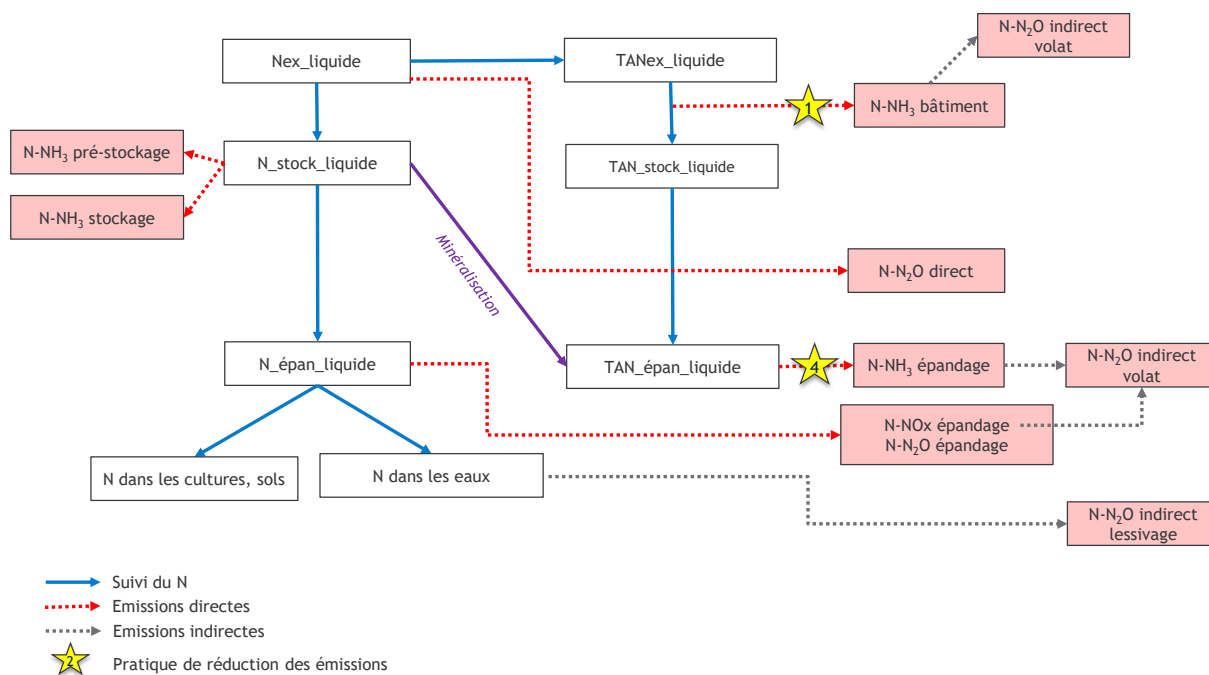 N-N₂O indirect
volat
Nex_liquide
TANex_liquide
1
N-NH₃ bâtiment
N-NH₃ pré-stockage
N_stock_liquide
TAN_stock_liquide
N-NH₃ stockage
Minéralisation
N-N₂O direct
N_épan_liquide
TAN_épan_liquide
4
N-NH₃ épandage
N-N₂O indirect
volat
N-NOx épandage
N-N₂O épandage
N dans les cultures, sols
N dans les eaux
N-N₂O indirect
lessivage
Suivi du N
Emissions directes
Emissions indirectes
2
Pratique de réduction des émissions